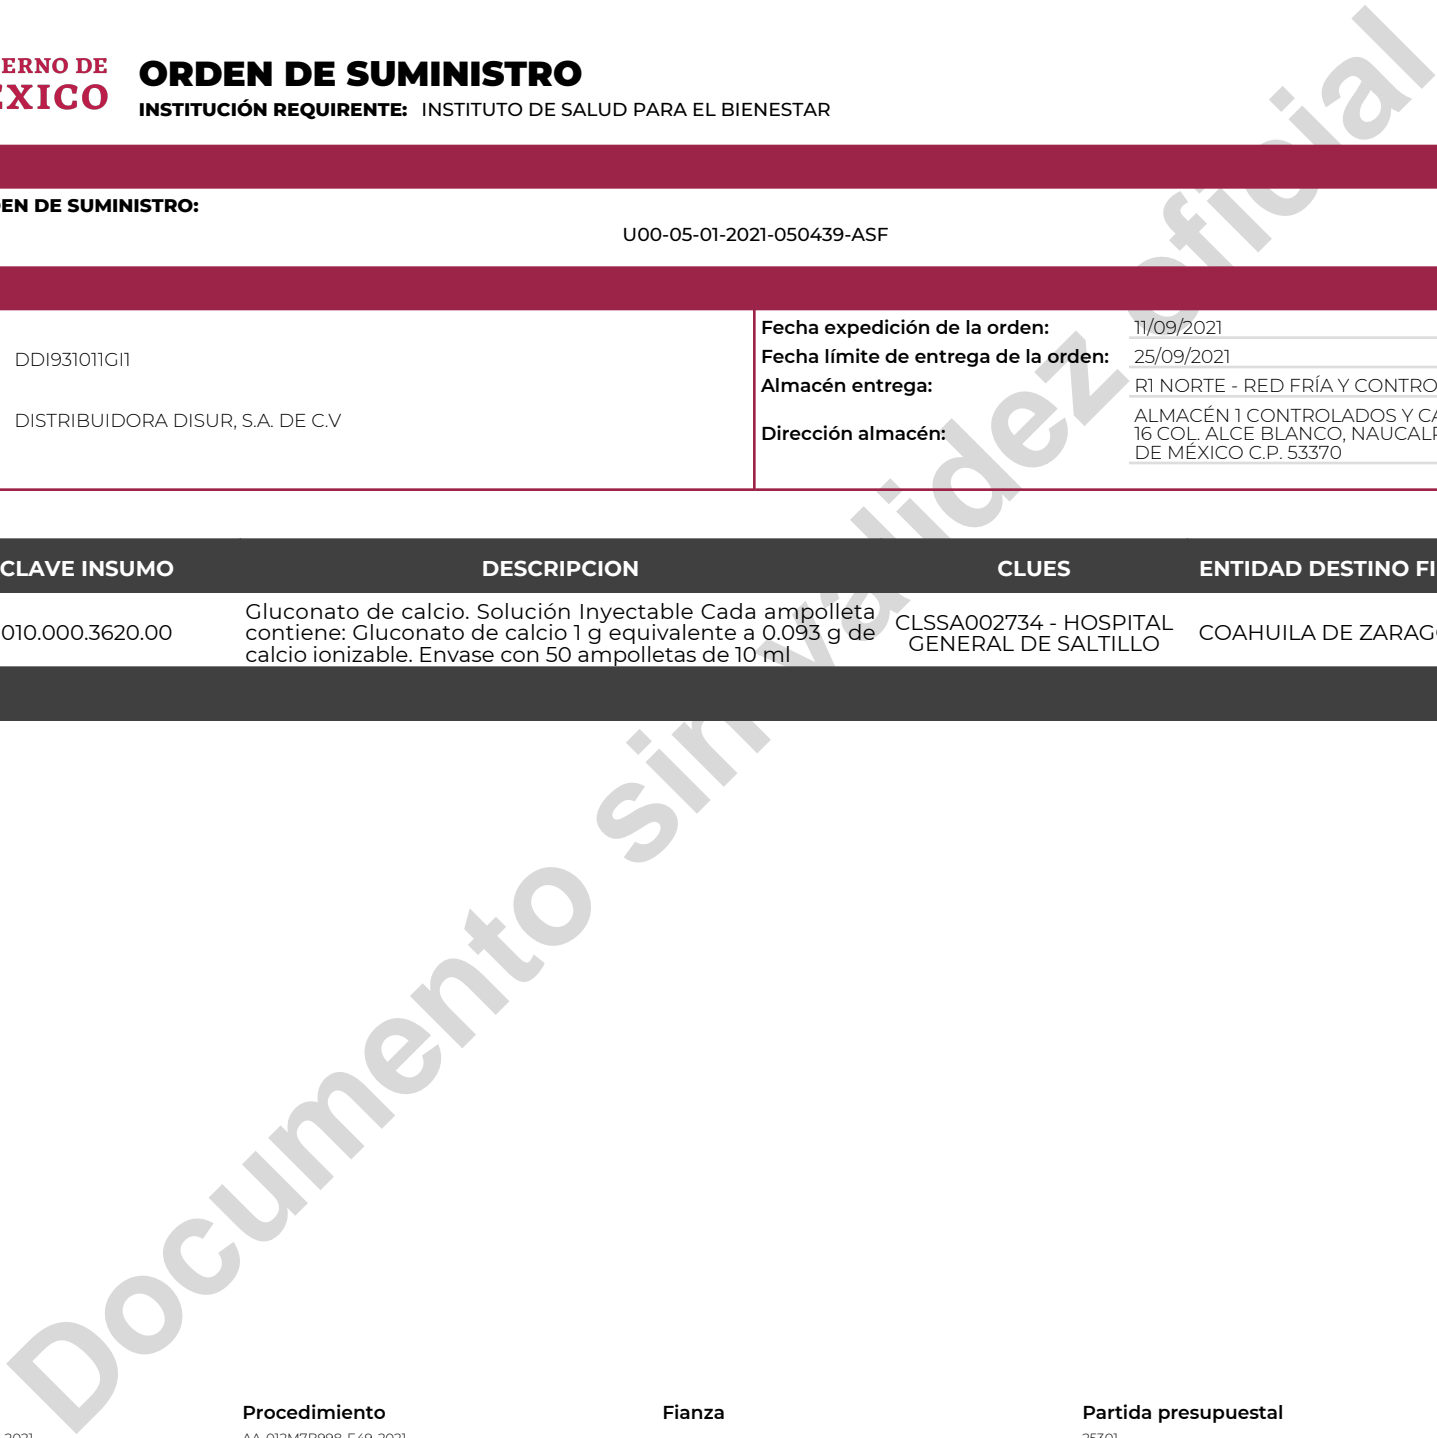 ERNO DE
ORDEN DE SUMINISTRO
INSTITUCIÓN REQUIRENTE: INSTITUTO DE SALUD PARA EL BIENESTAR
EN DE SUMINISTRO:
U00-05-01-2021-050439-ASF
DDI931011GI1
DISTRIBUIDORA DISUR, S.A. DE C.V
Fecha expedición de la orden: 11/09/2021
Fecha límite de entrega de la orden: 25/09/2021
Almacén entrega: R1 NORTE - RED FRÍA Y CONTRO
Dirección almacén: ALMACÉN 1 CONTROLADOS Y CA
16 COL. ALCE BLANCO, NAUCALP
DE MÉXICO C.P. 53370
CLAVE INSUMO DESCRIPCION CLUES ENTIDAD DESTINO FI
010.000.3620.00
Gluconato de calcio. Solución Inyectable Cada ampolleta
contiene: Gluconato de calcio 1 g equivalente a 0.093 g de
calcio ionizable. Envase con 50 ampolletas de 10 ml
CLSSA002734 - HOSPITAL
GENERAL DE SALTILLO
COAHUILA DE ZARAG
Documento sin validez oficial
Procedimiento Fianza Partida presupuestal